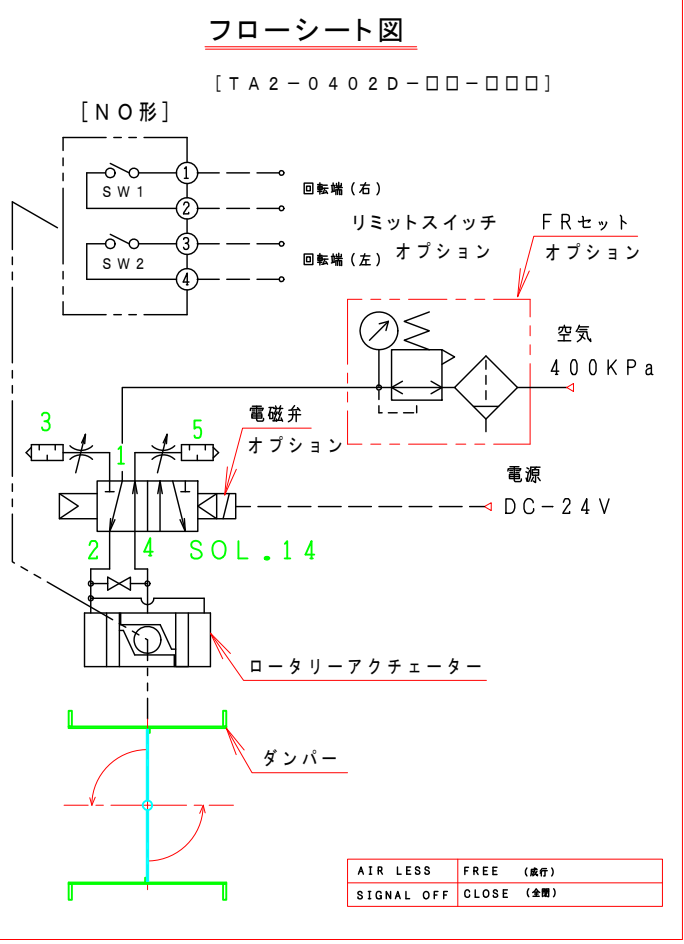 フローシート図
[TA2-0402D-□□-□□□]
[NO形]
SW1
1
2
回転端(右)
SW2
3
4
回転端(左)
リミットスイッチ
オプション
FRセット
オプション
空気
400KPa
電磁弁
オプション
3
1
5
電源
DC-24V
2
4
SOL.14
ロータリーアクチェーター
ダンパー
AIR LESS FREE (成行)
SIGNAL OFF CLOSE (全閉)